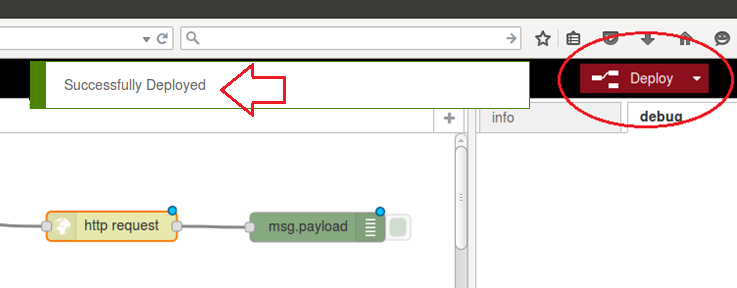 Successfully Deployed
Deploy
info
debug
http request
msg.payload